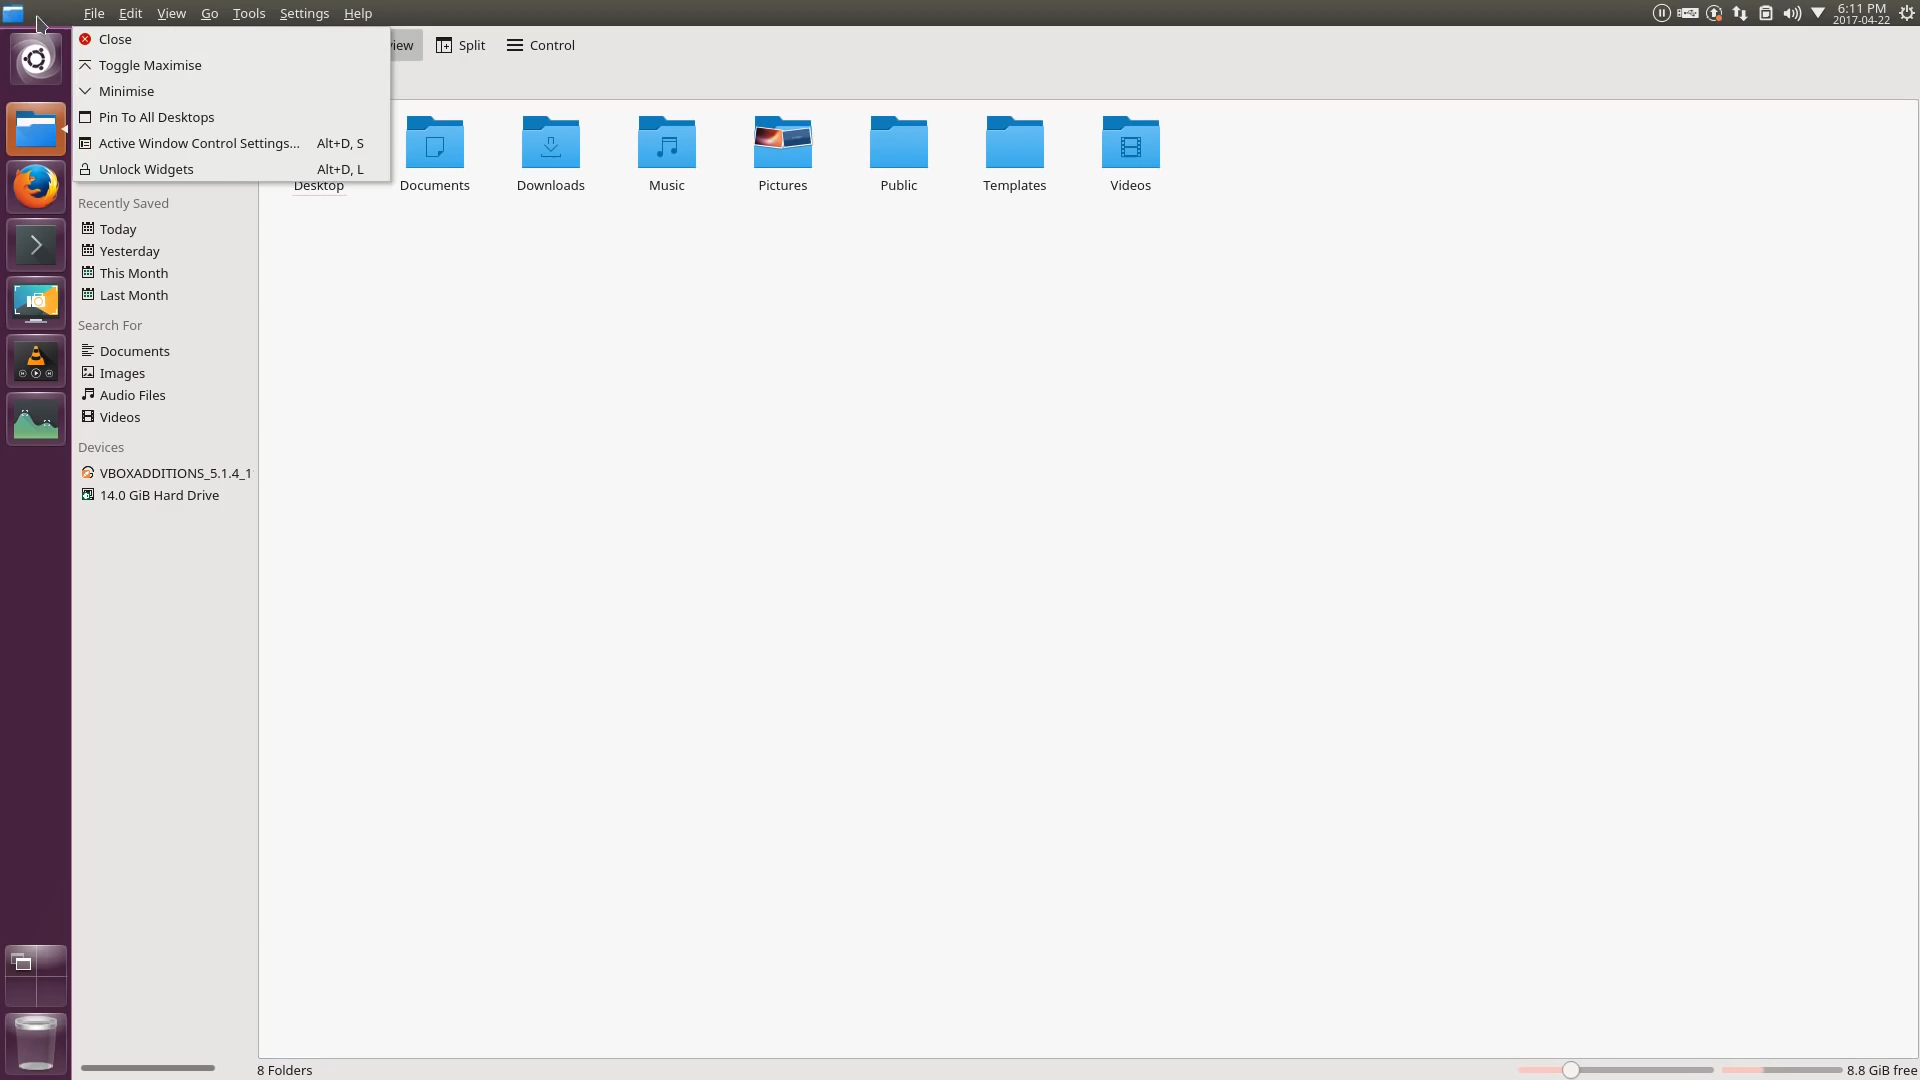 File Edit View Go Tools Settings Help
6:11 PM
2017-04-22
Close
Toggle Maximise
Minimise
Pin To All Desktops
Active Window Control Settings... Alt+D, S
Unlock Widgets Alt+D, L
Split
Control
Desktop
Documents
Downloads
Music
Pictures
Public
Templates
Videos
Recently Saved
Today
Yesterday
This Month
Last Month
Search For
Documents
Images
Audio Files
Videos
Devices
VBOXADDITIONS_5.1.4_1
14.0 GiB Hard Drive
8 Folders
8.8 GiB free